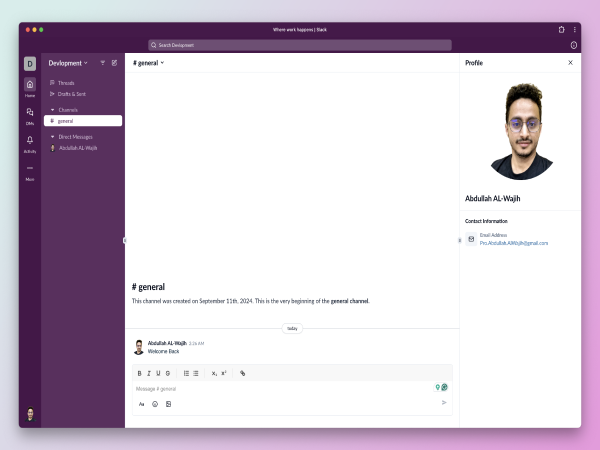 Where work happens | Slack
Search Devlopment
D
Devlopment
# general
Profile
Home
DMs
Activity
More
Threads
Drafts & Sent
Channels
# general
Direct Messages
Abdullah AL-Wajih
Abdullah AL-Wajih
Contact Information
Email Address
Pro.Abdullah.AlWajih@gmail.com
# general
This channel was created on September 11th, 2024. This is the very beginning of the general channel.
today
Abdullah AL-Wajih 2:26 AM
Welcome Back
B I U S X₂ X²
Message # general
9
Aa